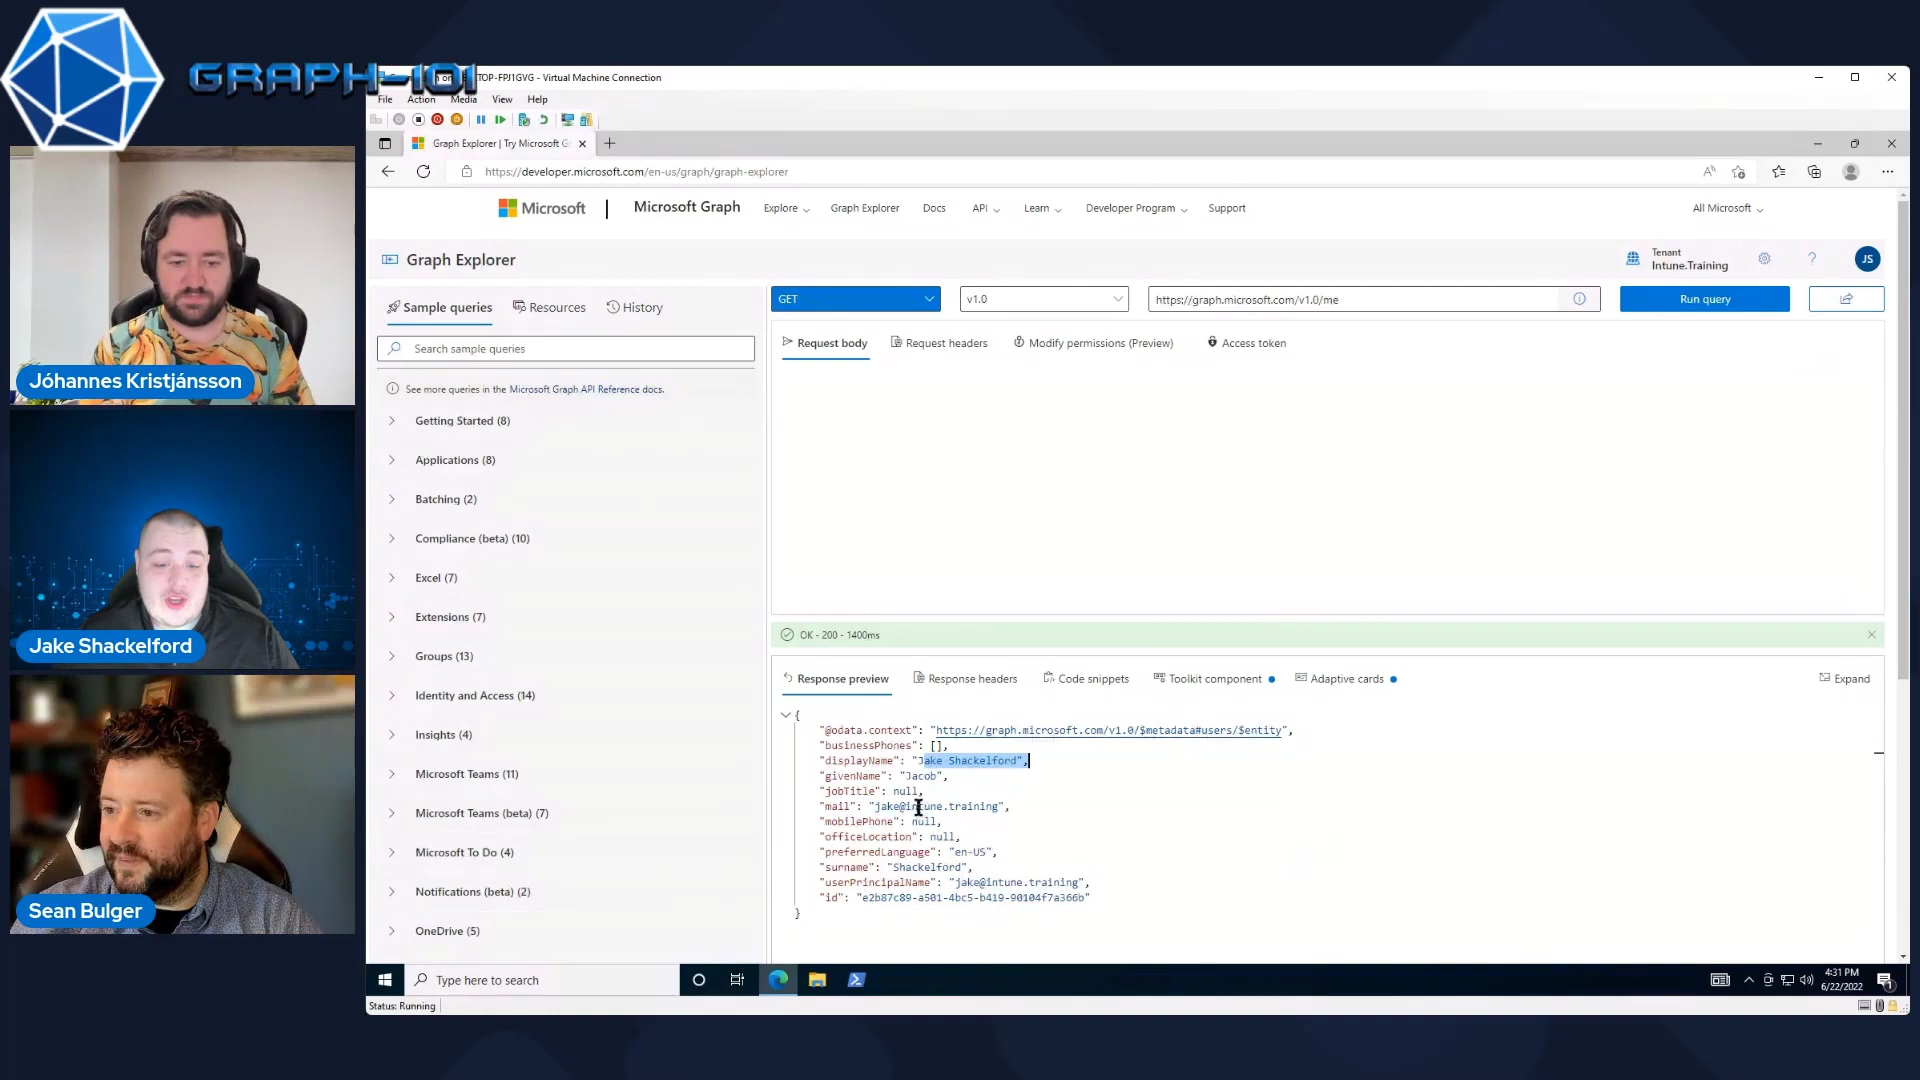 GRAPH-101
TOP-FPJ1GVG - Virtual Machine Connection
File Action Media View Help
Graph Explorer | Try Microsoft G
https://developer.microsoft.com/en-us/graph/graph-explorer
Microsoft
Microsoft Graph
Explore
Graph Explorer
Docs
API
Learn
Developer Program
Support
All Microsoft
Graph Explorer
Tenant
Intune.Training
JS
Sample queries
Resources
History
GET
v1.0
https://graph.microsoft.com/v1.0/me
Run query
Search sample queries
Request body
Request headers
Modify permissions (Preview)
Access token
See more queries in the Microsoft Graph API Reference docs.
Getting Started (8)
Applications (8)
Batching (2)
Compliance (beta) (10)
Excel (7)
Extensions (7)
Groups (13)
Identity and Access (14)
Insights (4)
Microsoft Teams (11)
Microsoft Teams (beta) (7)
Microsoft To Do (4)
Notifications (beta) (2)
OneDrive (5)
OK - 200 - 1400ms
Response preview
Response headers
Code snippets
Toolkit component
Adaptive cards
Expand
{
"@odata.context": "https://graph.microsoft.com/v1.0/$metadata#users/$entity",
"businessPhones": [],
"displayName": "Jake Shackelford",
"givenName": "Jacob",
"jobTitle": null,
"mail": "jake@intune.training",
"mobilePhone": null,
"officeLocation": null,
"preferredLanguage": "en-US",
"surname": "Shackelford",
"userPrincipalName": "jake@intune.training",
"id": "e2b87c89-a501-4bc5-b419-90104f7a366b"
}
Jóhannes Kristjánsson
Jake Shackelford
Sean Bulger
Type here to search
4:31 PM
6/22/2022
1
Status: Running